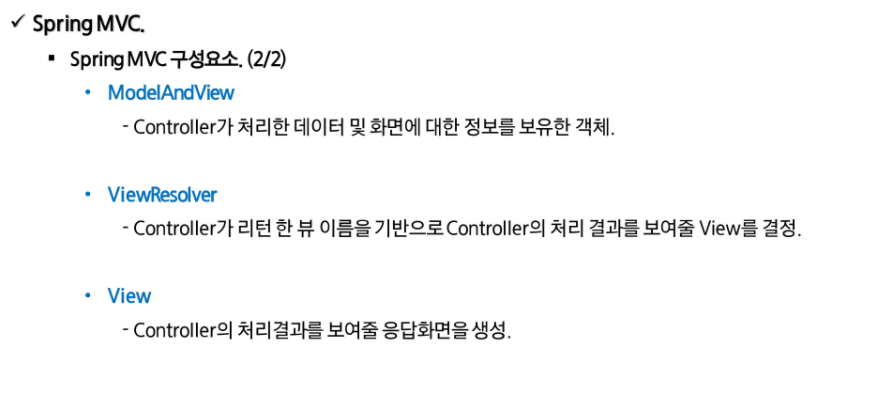 ✓ Spring MVC.
▪ Spring MVC 구성요소. (2/2)
• ModelAndView
- Controller가 처리한 데이터 및 화면에 대한 정보를 보유한 객체.
• ViewResolver
- Controller가 리턴 한 뷰 이름을 기반으로 Controller의 처리 결과를 보여줄 View를 결정.
• View
- Controller의 처리결과를 보여줄 응답화면을 생성.